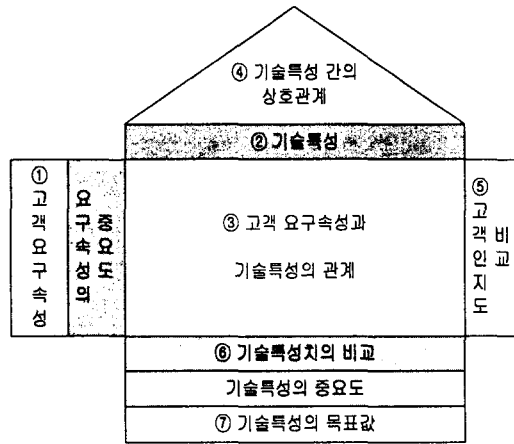 ④ 기술특성 간의
상호관계
② 기술특성
① 고객요구속성
요구속성의
중요도
③ 고객 요구속성과
기술특성의 관계
⑤ 고객인지도
비교
⑥ 기술특성치의 비교
기술특성의 중요도
⑦ 기술특성의 목표값